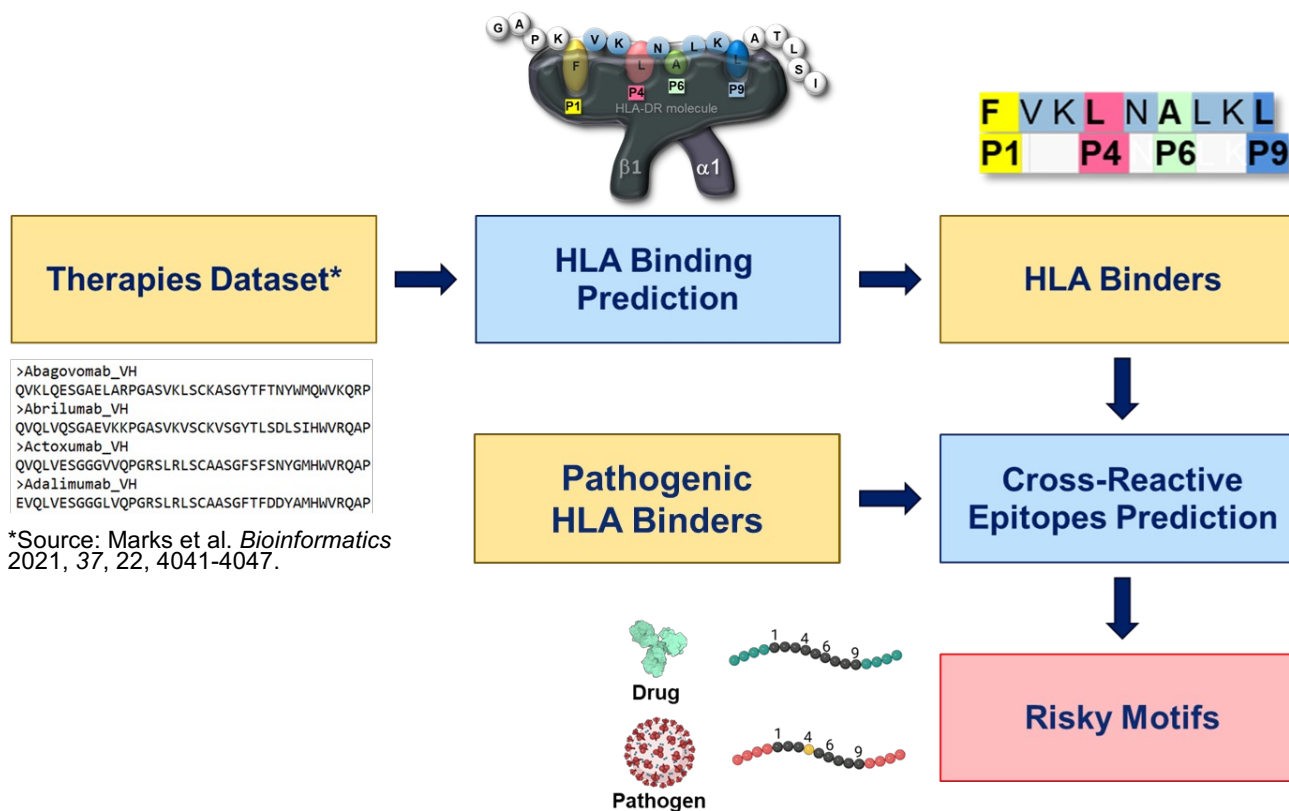 G A P K V K N L K A T L S I
F L A L
P1 P4 P6 P9
HLA-DR molecule
β1 α1
F V K L N A L K L
P1 P4 P6 P9
Therapies Dataset*
HLA Binding
Prediction
HLA Binders
>Abagovomab_VH
QVKLQESGAELARPGASVKLSCKASGYTFTNYWMQWVKQRP
>Abrilumab_VH
QVQLVQSGAEVKKPGASVKVSCKVSGYTLSDLSIHWVRQAP
>Actoxumab_VH
QVQLVESGGGVVQPGRSLRLSCAASGFSFSNYGMHWVRQAP
>Adalimumab_VH
EVQLVESGGGLVQPGRSLRLSCAASGFTFDDYAMHWVRQAP
*Source: Marks et al. Bioinformatics
2021, 37, 22, 4041-4047.
Pathogenic
HLA Binders
Cross-Reactive
Epitopes Prediction
1 4 6 9
Drug
1 4 6 9
Pathogen
Risky Motifs